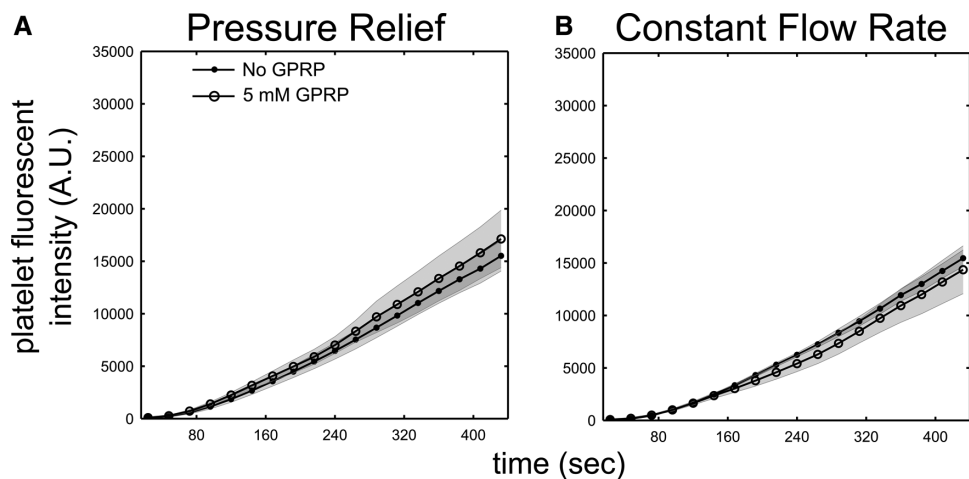 A Pressure Relief
B Constant Flow Rate
platelet fluorescent
intensity (A.U.)
35000
30000
25000
20000
15000
10000
5000
0
No GPRP
5 mM GPRP
80 160 240 320 400
35000
30000
25000
20000
15000
10000
5000
0
80 160 240 320 400
time (sec)